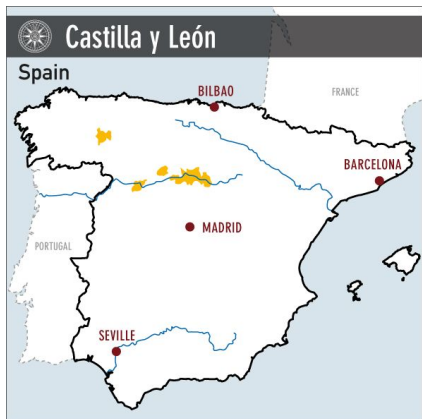 Castilla y León
Spain
BILBAO
FRANCE
BARCELONA
MADRID
PORTUGAL
SEVILLE